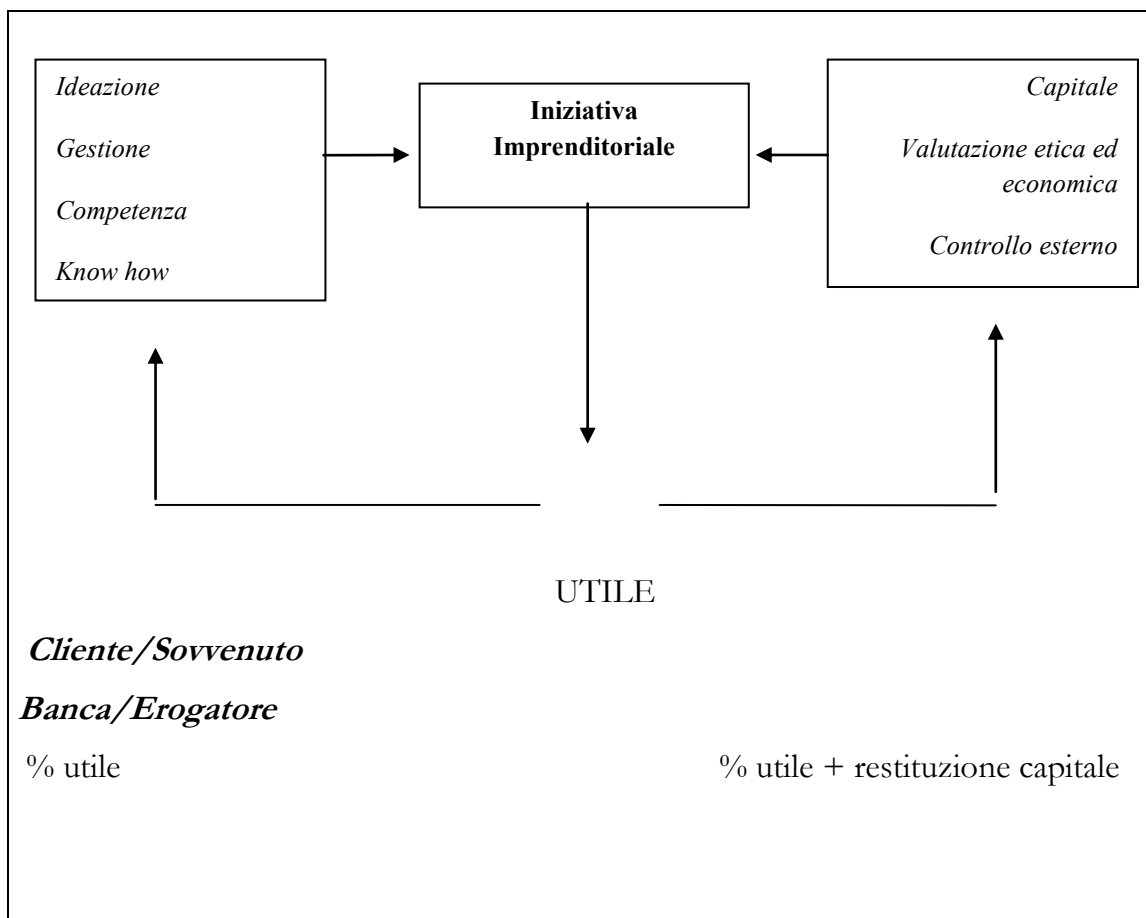 Ideazione
Gestione
Competenza
Know how
Iniziativa
Imprenditoriale
Capitale
Valutazione etica ed
economica
Controllo esterno
UTILE
Cliente/Sovvenuto
Banca/Erogatore
% utile
% utile + restituzione capitale